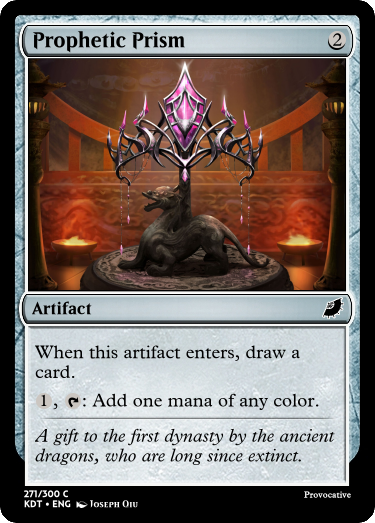 Prophetic Prism 2
Artifact
When this artifact enters, draw a
card.
1, : Add one mana of any color.
A gift to the first dynasty by the ancient
dragons, who are long since extinct.
271/300 C
KDT • ENG Joseph Oiu
Provocative